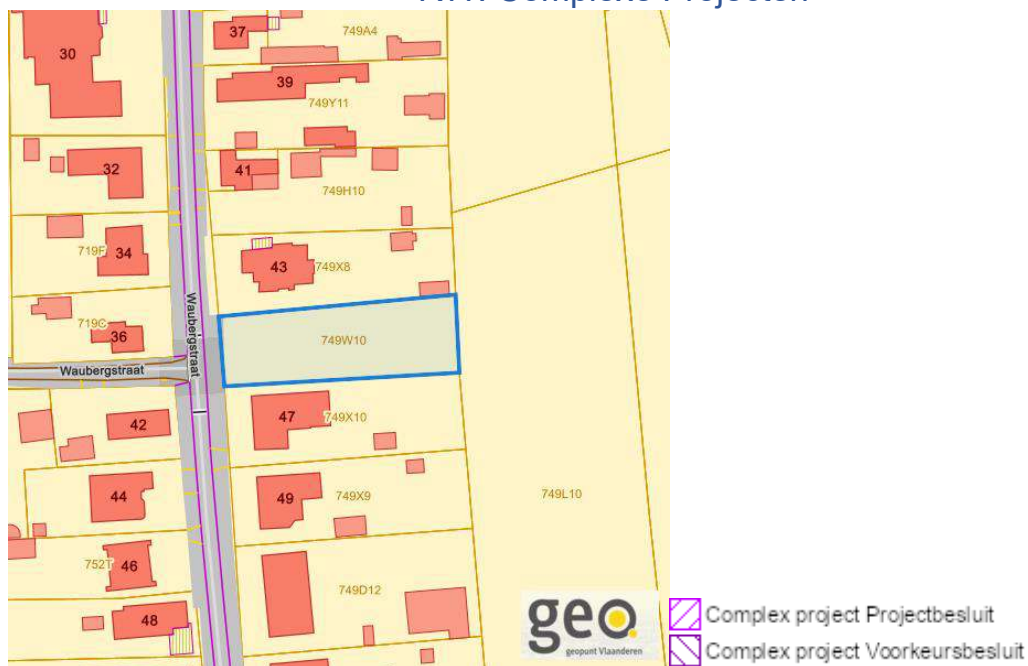 37
749A4
30
39
749Y11
32
41
749H10
719F
34
43
749X8
Waubergstraat
719C
36
749W10
Waubergstraat
47
749X10
42
44
49
749X9
749L10
752T
46
749D12
48
geo
geopunt Vlaanderen
Complex project Projectbesluit
Complex project Voorkeursbesluit